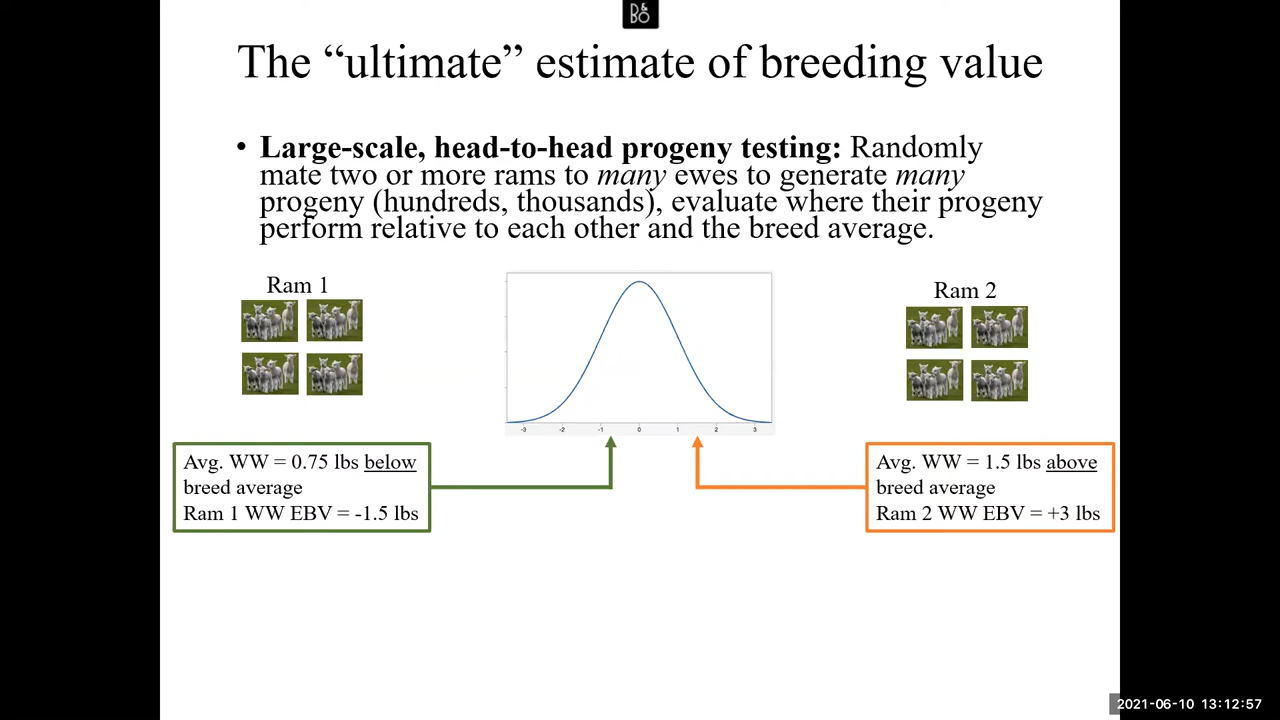 B&O
The “ultimate” estimate of breeding value
• Large-scale, head-to-head progeny testing: Randomly
mate two or more rams to many ewes to generate many
progeny (hundreds, thousands), evaluate where their progeny
perform relative to each other and the breed average.
Ram 1
Ram 2
-3 -2 -1 0 1 2 3
Avg. WW = 0.75 lbs below
breed average
Ram 1 WW EBV = -1.5 lbs
Avg. WW = 1.5 lbs above
breed average
Ram 2 WW EBV = +3 lbs
2021-06-10 13:12:57